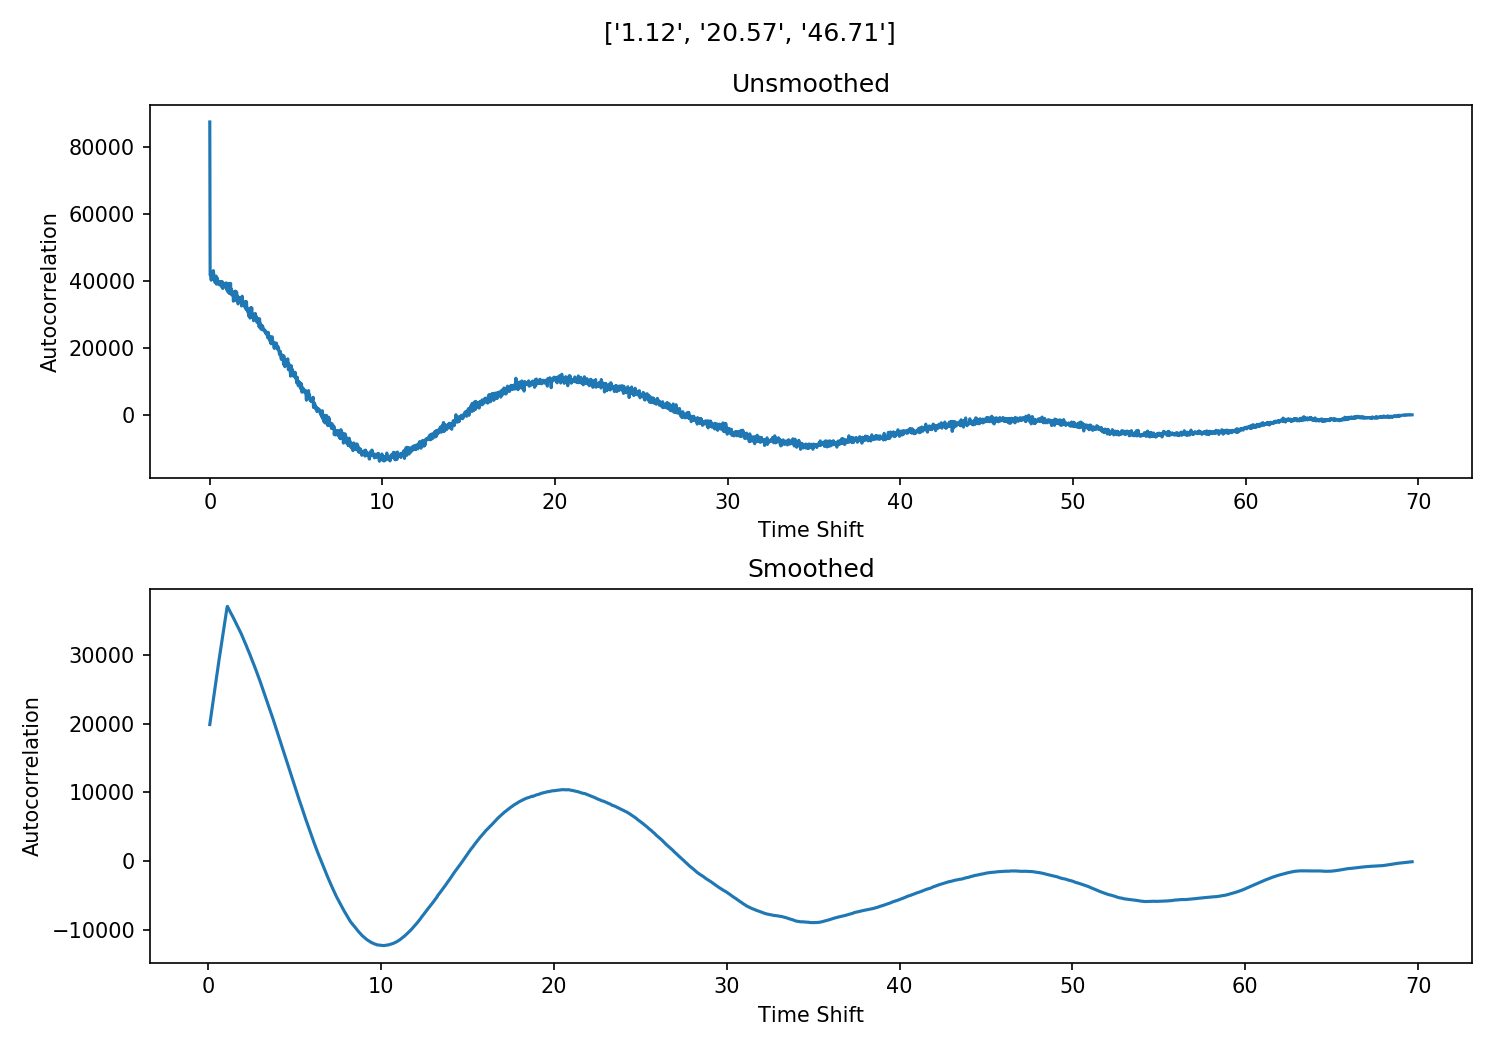 ['1.12', '20.57', '46.71']
Unsmoothed
Autocorrelation
80000
60000
40000
20000
0
0 10 20 30 40 50 60 70
Time Shift
Smoothed
Autocorrelation
30000
20000
10000
0
−10000
0 10 20 30 40 50 60 70
Time Shift